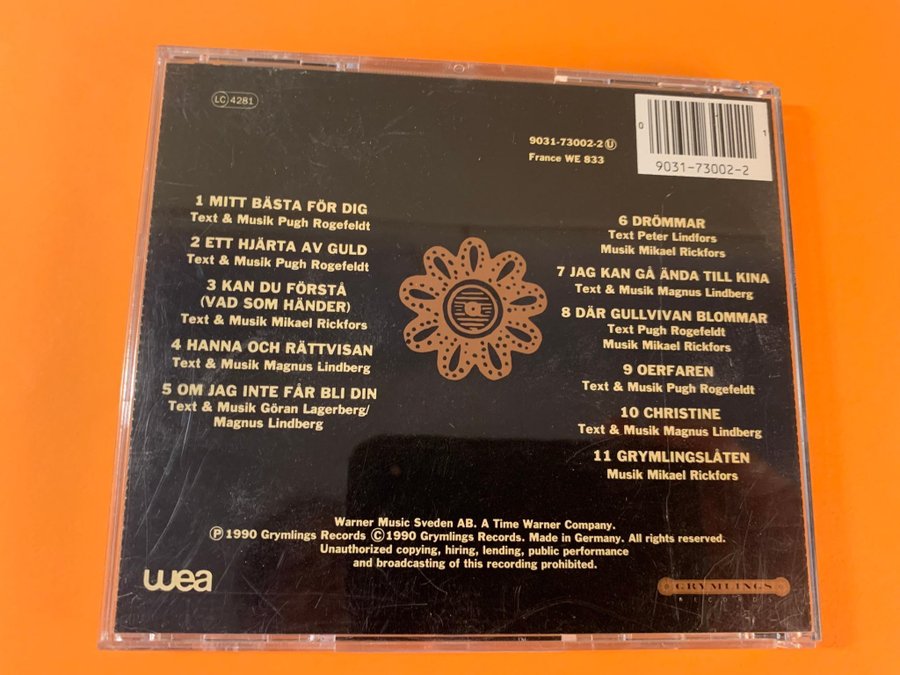 LC 4281
9031-73002-2 Ⓤ
France WE 833
0 1
9031-73002-2
1 MITT BÄSTA FÖR DIG
Text & Musik Pugh Rogefeldt
2 ETT HJÄRTA AV GULD
Text & Musik Pugh Rogefeldt
3 KAN DU FÖRSTÅ
(VAD SOM HÄNDER)
Text & Musik Mikael Rickfors
4 HANNA OCH RÄTTVISAN
Text & Musik Magnus Lindberg
5 OM JAG INTE FÅR BLI DIN
Text & Musik Göran Lagerberg/
Magnus Lindberg
6 DRÖMMAR
Text Peter Lindfors
Musik Mikael Rickfors
7 JAG KAN GÅ ÄNDA TILL KINA
Text & Musik Magnus Lindberg
8 DÄR GULLVIVAN BLOMMAR
Text Pugh Rogefeldt
Musik Mikael Rickfors
9 OERFAREN
Text & Musik Pugh Rogefeldt
10 CHRISTINE
Text & Musik Magnus Lindberg
11 GRYMLINGSLÅTEN
Musik Mikael Rickfors
Warner Music Sveden AB. A Time Warner Company.
Ⓟ 1990 Grymlings Records Ⓒ 1990 Grymlings Records. Made in Germany. All rights reserved.
Unauthorized copying, hiring, lending, public performance
and broadcasting of this recording prohibited.
wea
GRYMLINGS
RECORDS